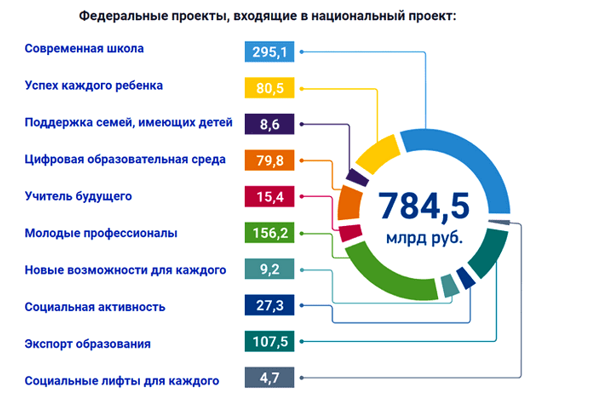 Федеральные проекты, входящие в национальный проект:
Современная школа 295,1
Успех каждого ребенка 80,5
Поддержка семей, имеющих детей 8,6
Цифровая образовательная среда 79,8
Учитель будущего 15,4
Молодые профессионалы 156,2
Новые возможности для каждого 9,2
Социальная активность 27,3
Экспорт образования 107,5
Социальные лифты для каждого 4,7
784,5
млрд руб.